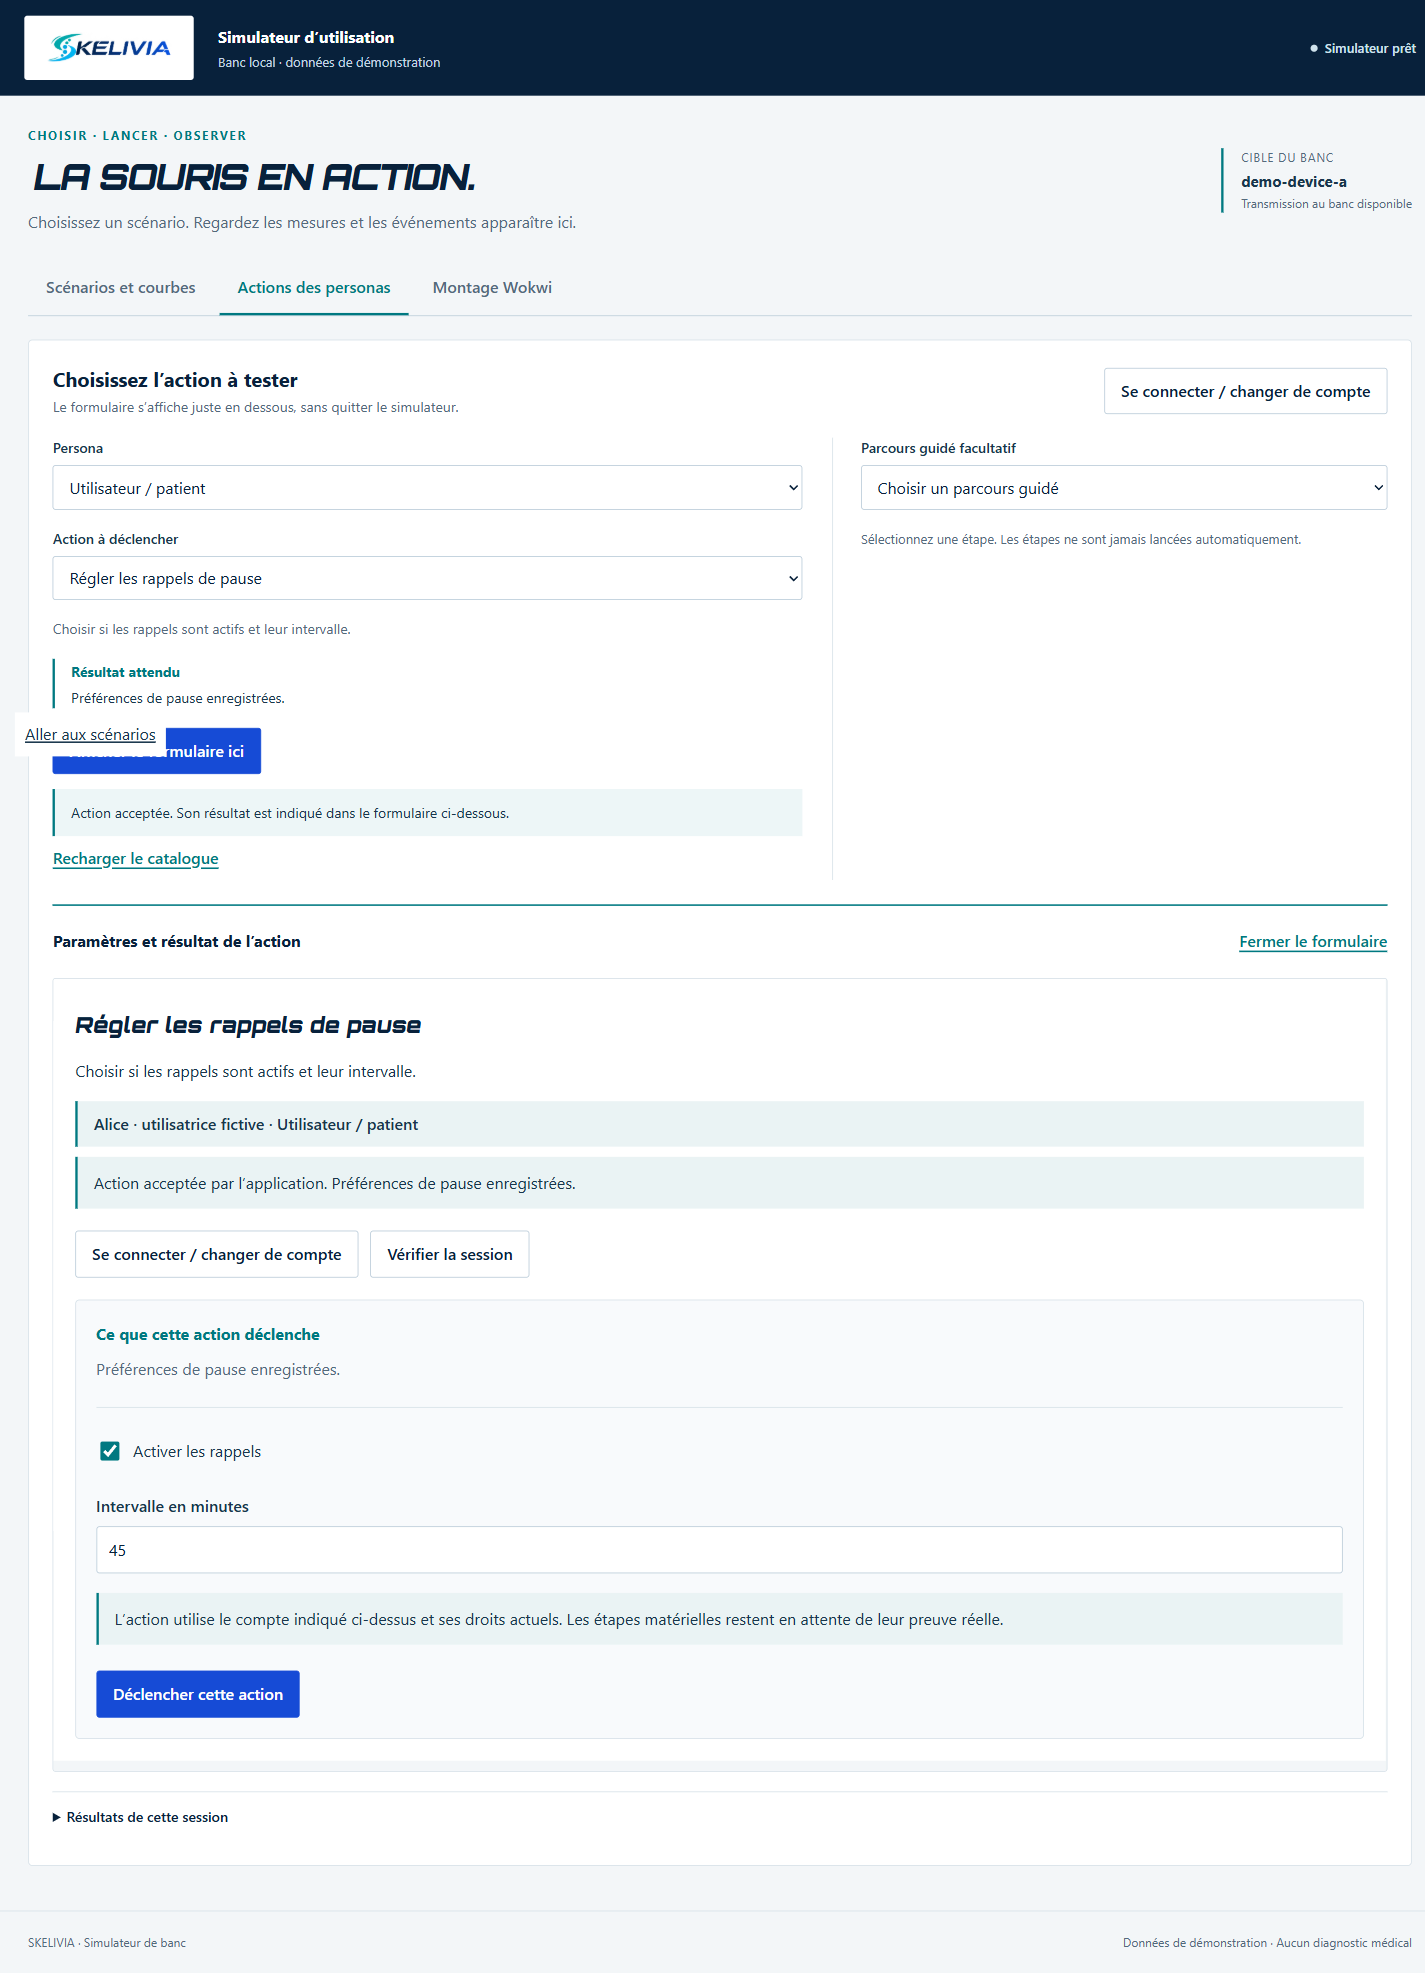 SKELIVIA
Simulateur d’utilisation
Banc local · données de démonstration
Simulateur prêt
CHOISIR · LANCER · OBSERVER
LA SOURIS EN ACTION.
Choisissez un scénario. Regardez les mesures et les événements apparaître ici.
CIBLE DU BANC
demo-device-a
Transmission au banc disponible
Scénarios et courbes
Actions des personas
Montage Wokwi
Choisissez l’action à tester
Le formulaire s’affiche juste en dessous, sans quitter le simulateur.
Se connecter / changer de compte
Persona
Utilisateur / patient
Action à déclencher
Régler les rappels de pause
Choisir si les rappels sont actifs et leur intervalle.
Résultat attendu
Préférences de pause enregistrées.
Aller aux scénarios
ici
Action acceptée. Son résultat est indiqué dans le formulaire ci-dessous.
Recharger le catalogue
Parcours guidé facultatif
Choisir un parcours guidé
Sélectionnez une étape. Les étapes ne sont jamais lancées automatiquement.
Paramètres et résultat de l’action
Fermer le formulaire
Régler les rappels de pause
Choisir si les rappels sont actifs et leur intervalle.
Alice · utilisatrice fictive · Utilisateur / patient
Action acceptée par l’application. Préférences de pause enregistrées.
Se connecter / changer de compte
Vérifier la session
Ce que cette action déclenche
Préférences de pause enregistrées.
Activer les rappels
Intervalle en minutes
45
L’action utilise le compte indiqué ci-dessus et ses droits actuels. Les étapes matérielles restent en attente de leur preuve réelle.
Déclencher cette action
Résultats de cette session
SKELIVIA · Simulateur de banc
Données de démonstration · Aucun diagnostic médical